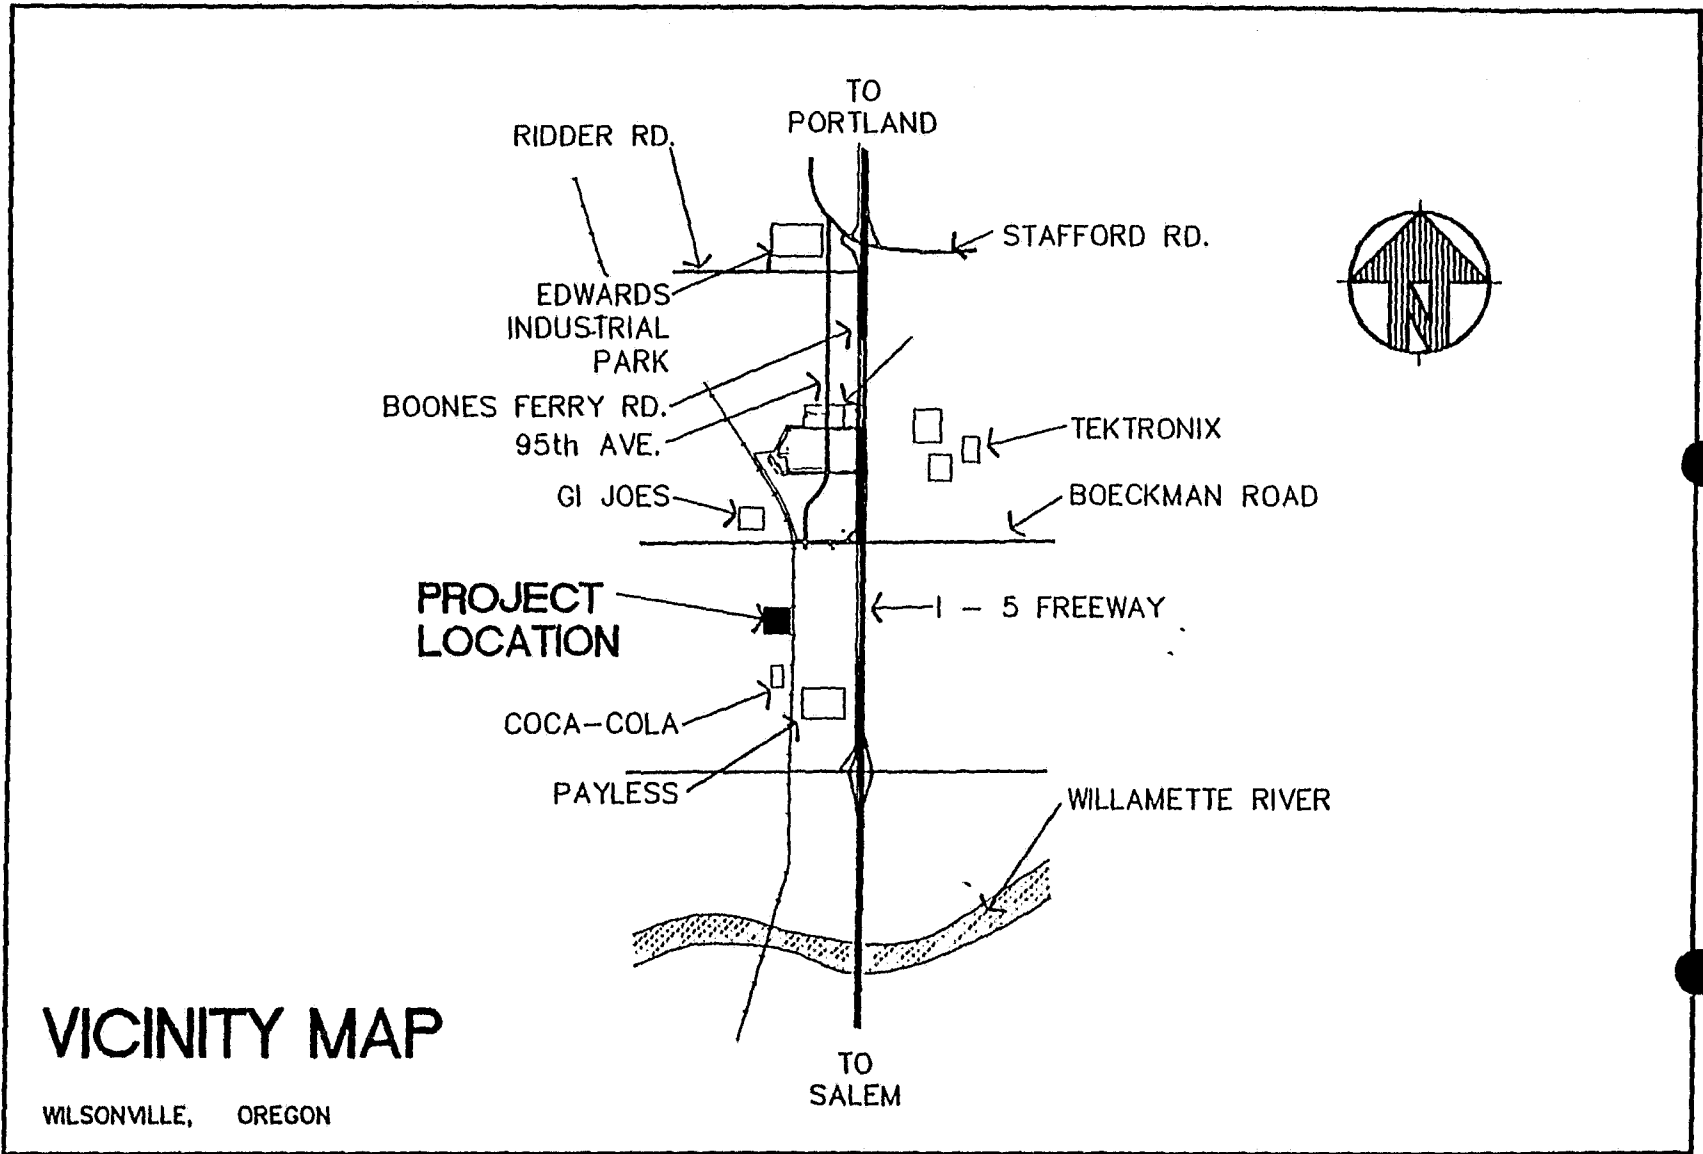 TO
PORTLAND
RIDDER RD.
STAFFORD RD.
N
EDWARDS
INDUSTRIAL
PARK
BOONES FERRY RD.
95th AVE.
TEKTRONIX
GI JOES
BOECKMAN ROAD
PROJECT
LOCATION
I - 5 FREEWAY
COCA-COLA
PAYLESS
WILLAMETTE RIVER
VICINITY MAP
TO
SALEM
WILSONVILLE, OREGON